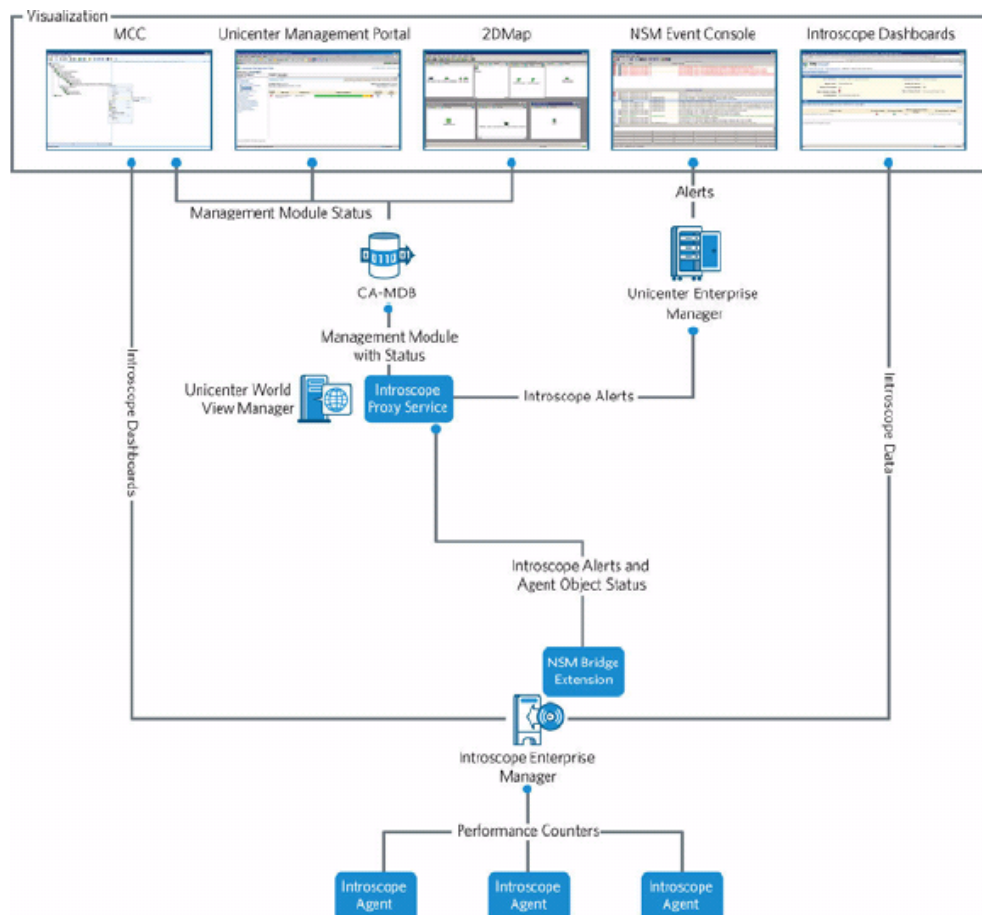 Visualization
MCC
Unicenter Management Portal
2DMap
NSM Event Console
Introscope Dashboards
Management Module Status
Alerts
0110
CA-MDB
Unicenter Enterprise
Manager
Management Module
with Status
Introscope Dashboards
Unicenter World
View Manager
Introscope
Proxy Service
Introscope Alerts
Introscope Data
Introscope Alerts and
Agent Object Status
NSM Bridge
Extension
Introscope Enterprise
Manager
Performance Counters
Introscope
Agent
Introscope
Agent
Introscope
Agent